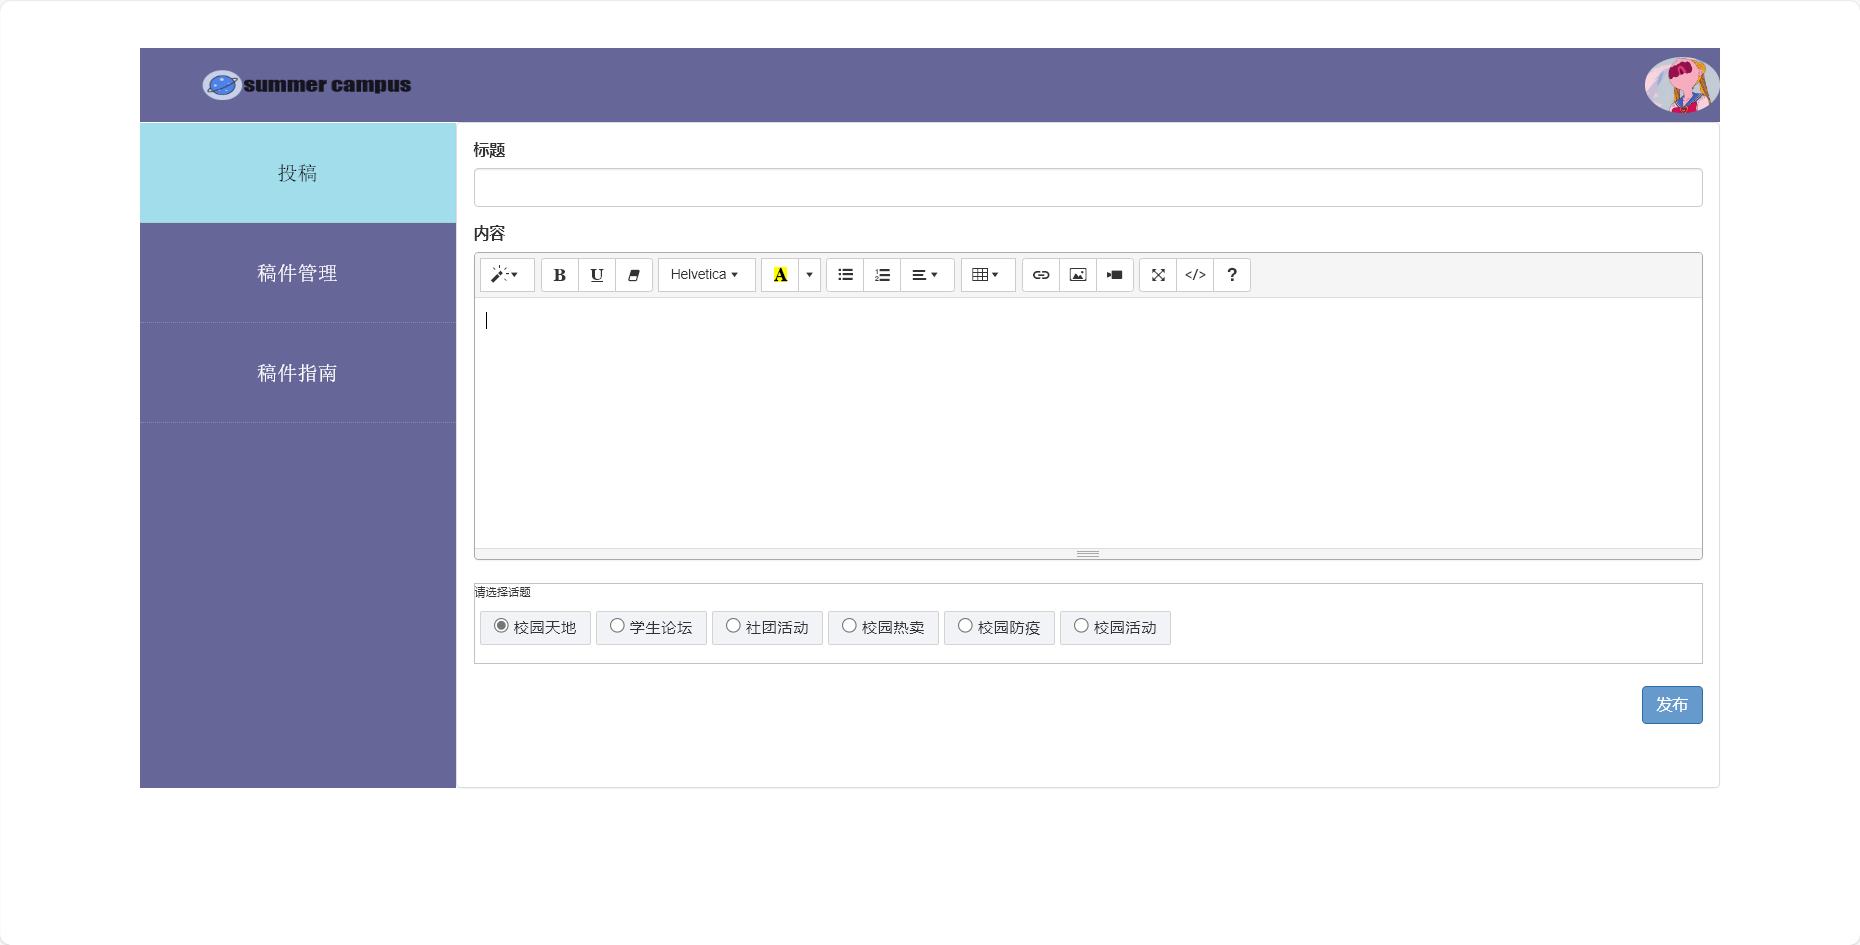 summer campus
投稿
稿件管理
稿件指南
标题
内容
B U Helvetica A </> ?
请选择话题
校园天地 学生论坛 社团活动 校园热卖 校园防疫 校园活动
发布